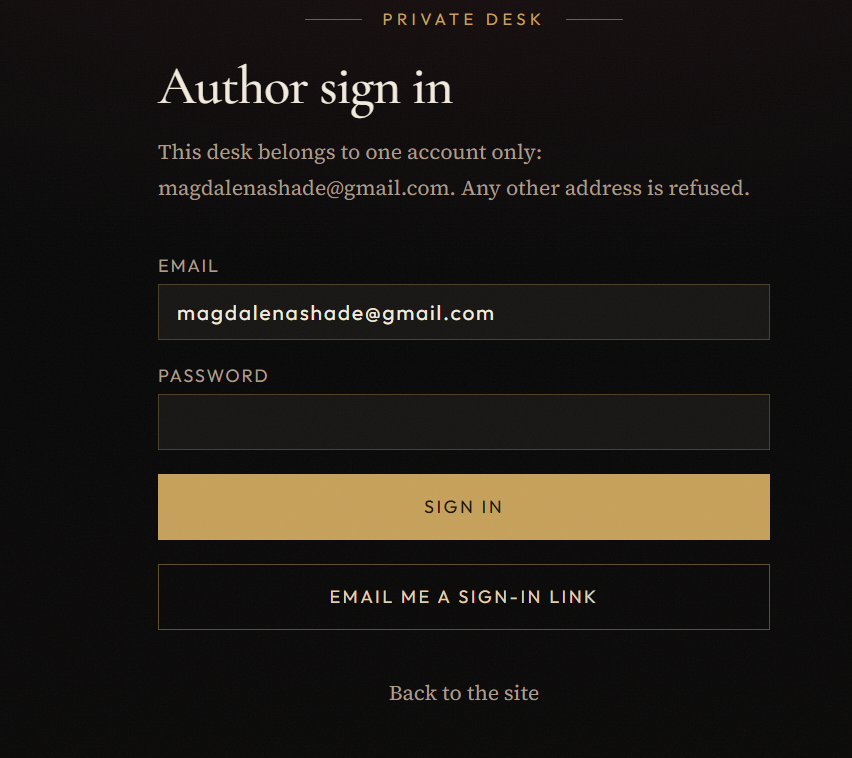 PRIVATE DESK
Author sign in
This desk belongs to one account only:
magdalenashade@gmail.com. Any other address is refused.
EMAIL
magdalenashade@gmail.com
PASSWORD
SIGN IN
EMAIL ME A SIGN-IN LINK
Back to the site